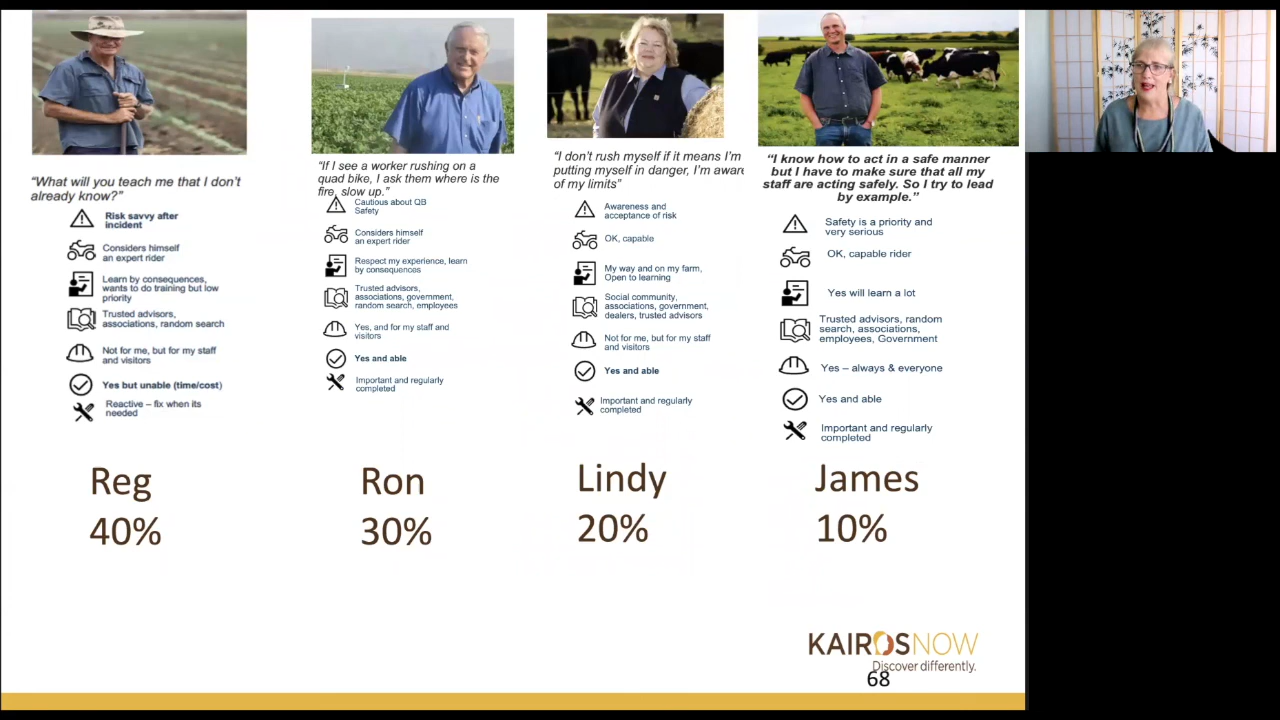 “What will you teach me that I don’t
already know?”
Risk savvy after
incident
Considers himself
an expert rider
Learn by consequences,
wants to do training but low
priority
Trusted advisors,
associations, random search
Not for me, but for my staff
and visitors
Yes but unable (time/cost)
Reactive – fix when its
needed
Reg
40%
“If I see a worker rushing on a
quad bike, I ask them where is the
fire, slow up.”
Cautious about QB
Safety
Considers himself
an expert rider
Respect my experience, learn
by consequences
Trusted advisors,
associations, government,
random search, employees
Yes, and for my staff and
visitors
Yes and able
Important and regularly
completed
Ron
30%
“I don’t rush myself if it means I’m
putting myself in danger, I’m aware
of my limits”
Awareness and
acceptance of risk
OK, capable
My way and on my farm,
Open to learning
Social community,
associations, government,
dealers, trusted advisors
Not for me, but for my staff
and visitors
Yes and able
Important and regularly
completed
Lindy
20%
“I know how to act in a safe manner
but I have to make sure that all my
staff are acting safely. So I try to lead
by example.”
Safety is a priority and
very serious
OK, capable rider
Yes will learn a lot
Trusted advisors, random
search, associations,
employees, Government
Yes – always & everyone
Yes and able
Important and regularly
completed
James
10%
KAIROSNOW
Discover differently.
68